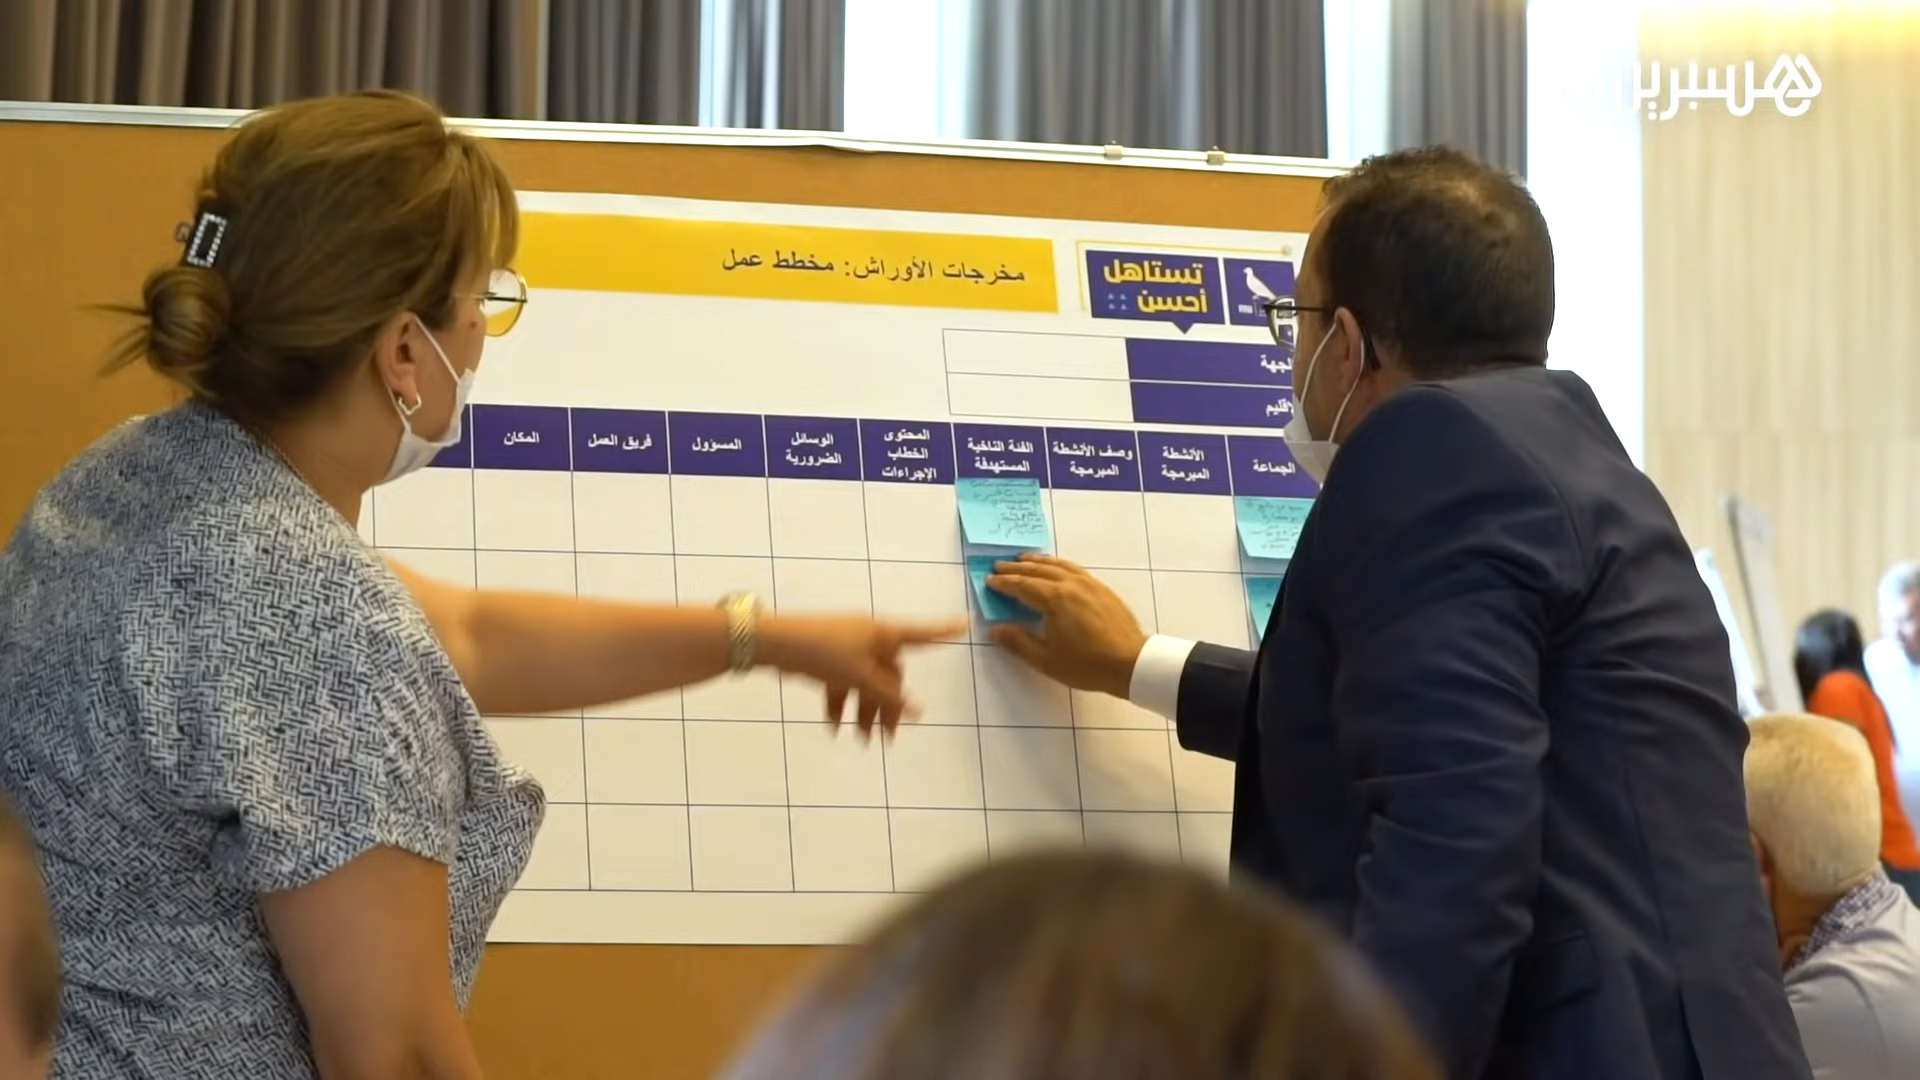 هسبريس
مخرجات الأوراش: مخطط عمل
تستاهل
أحسن
الجهة
الإقليم
الجماعة
الأنشطة
المبرمجة
وصف الأنشطة
المبرمجة
الفئة الناخبة
المستهدفة
المحتوى
الخطاب
الإجراءات
الوسائل
الضرورية
المسؤول
فريق العمل
المكان